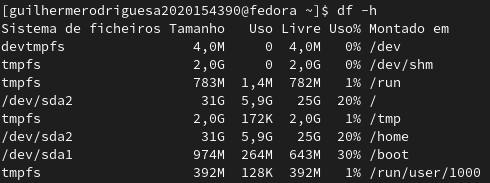 [guilhermerodriguesa2020154390@fedora ~]$ df -h
Sistema de ficheiros Tamanho   Uso Livre Uso% Montado em
devtmpfs                4,0M     0  4,0M   0% /dev
tmpfs                   2,0G     0  2,0G   0% /dev/shm
tmpfs                   783M  1,4M  782M   1% /run
/dev/sda2                31G  5,9G   25G  20% /
tmpfs                   2,0G  172K  2,0G   1% /tmp
/dev/sda2                31G  5,9G   25G  20% /home
/dev/sda1               974M  264M  643M  30% /boot
tmpfs                   392M  128K  392M   1% /run/user/1000